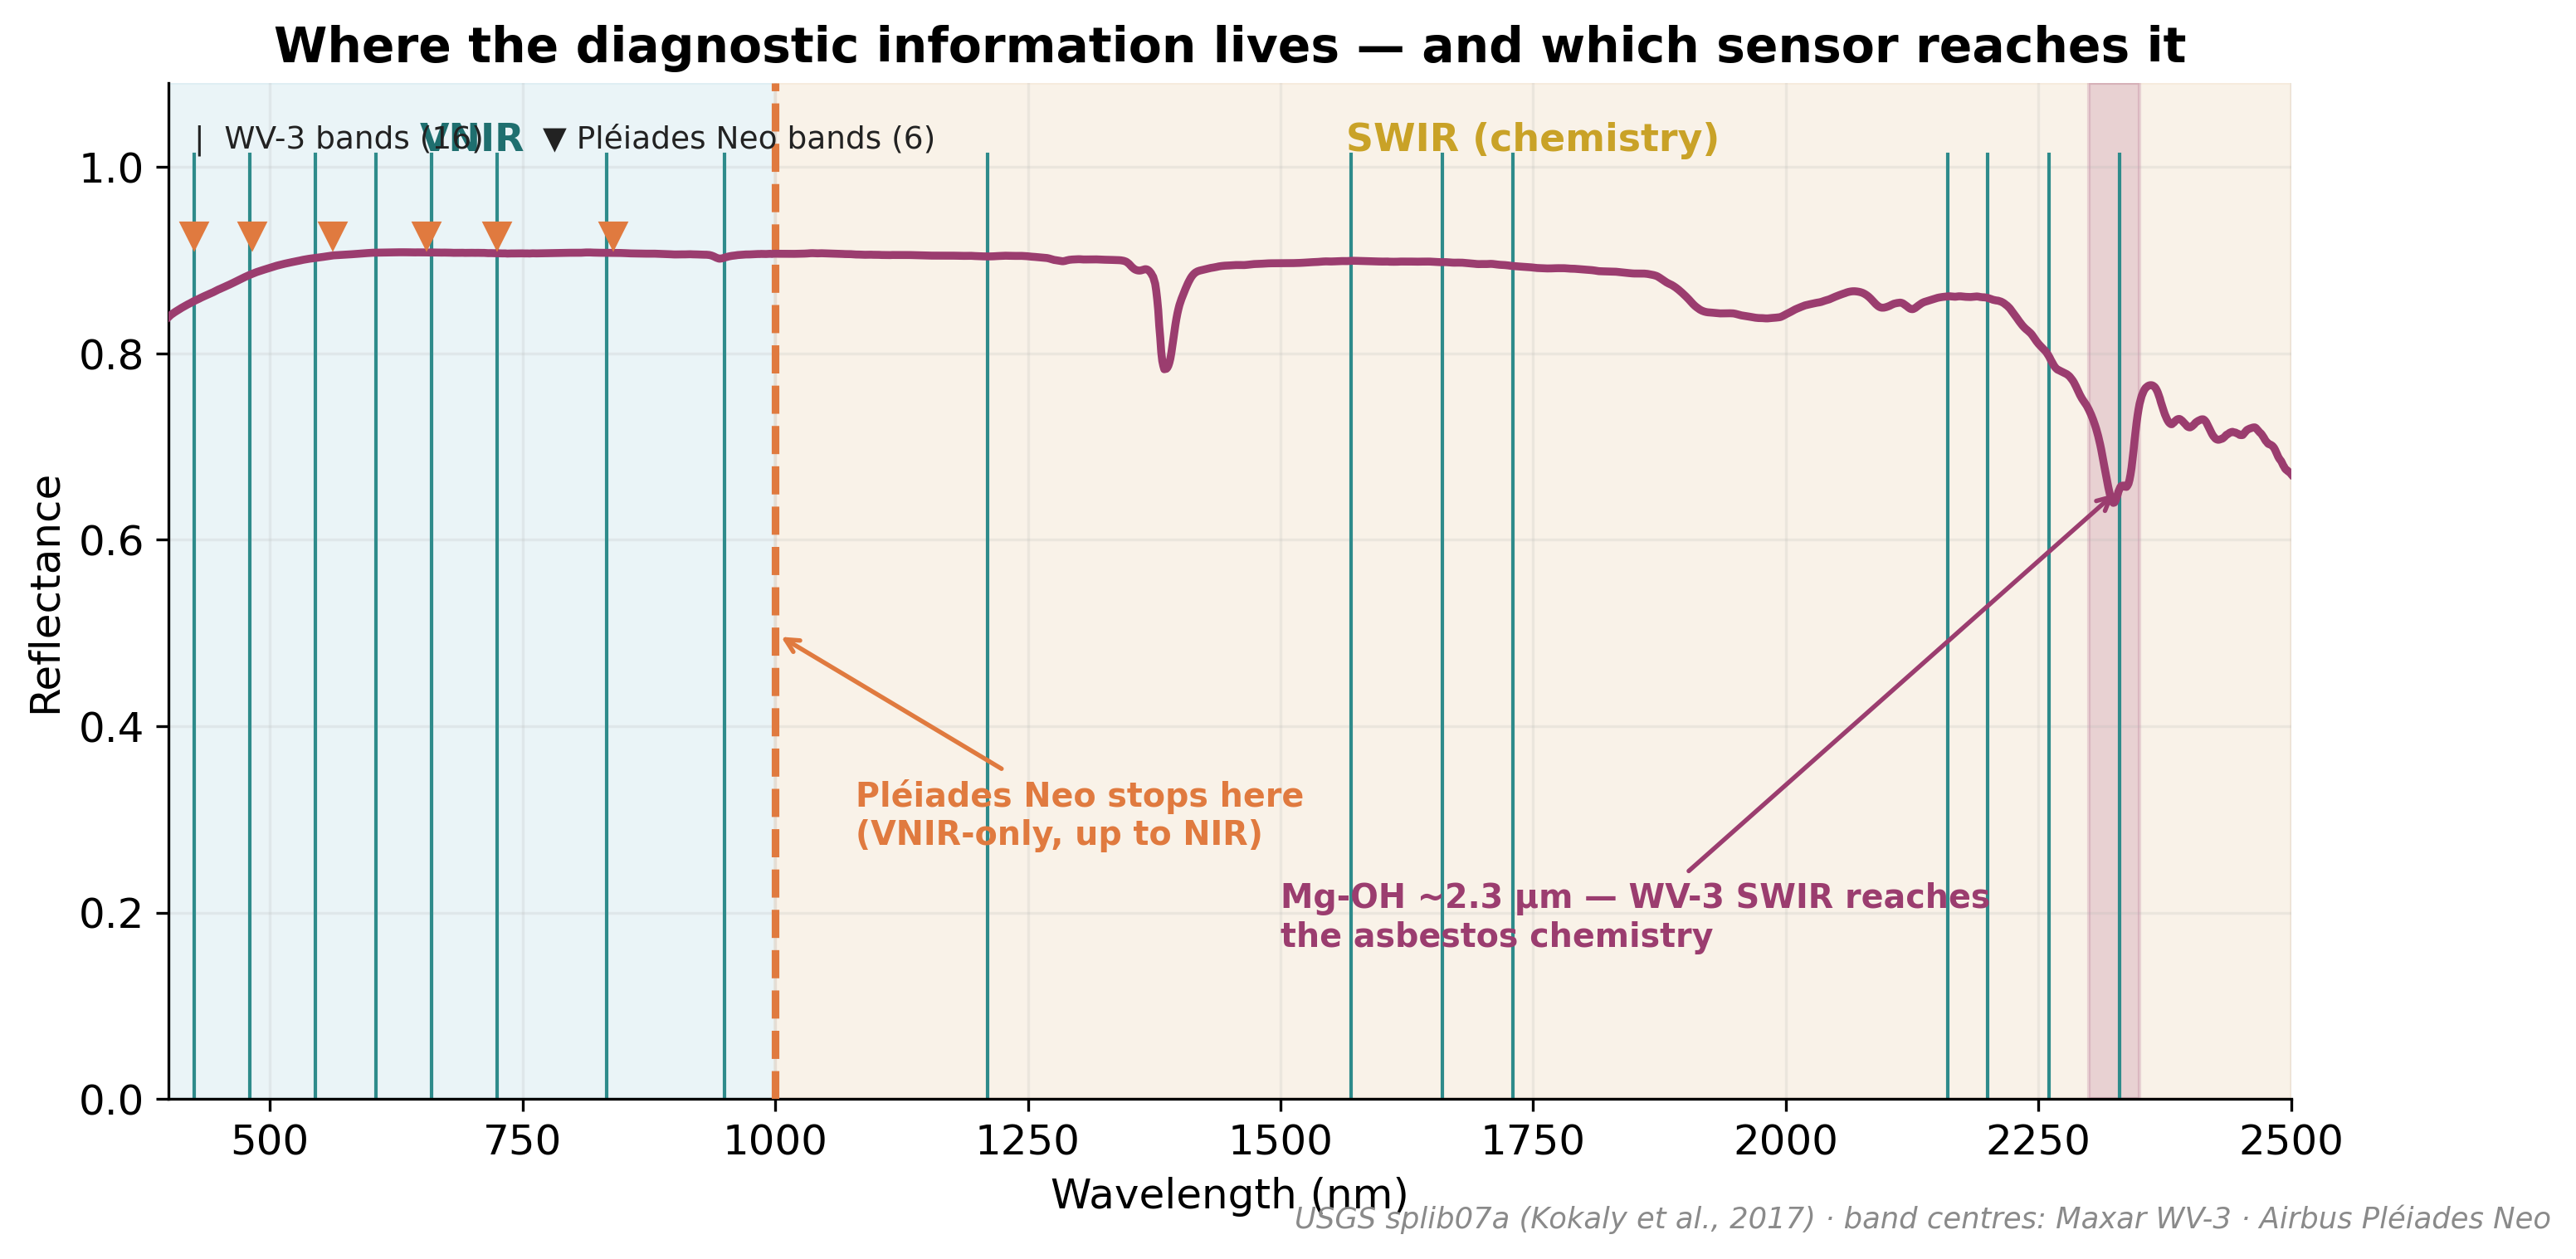 Where the diagnostic information lives — and which sensor reaches it
| WV-3 bands (16)
VNIR
▼ Pléiades Neo bands (6)
SWIR (chemistry)
1.0
0.8
0.6
0.4
0.2
0.0
Reflectance
Pléiades Neo stops here
(VNIR-only, up to NIR)
Mg-OH ~2.3 µm — WV-3 SWIR reaches
the asbestos chemistry
500 750 1000 1250 1500 1750 2000 2250 2500
Wavelength (nm)
USGS splib07a (Kokaly et al., 2017) · band centres: Maxar WV-3 · Airbus Pléiades Neo